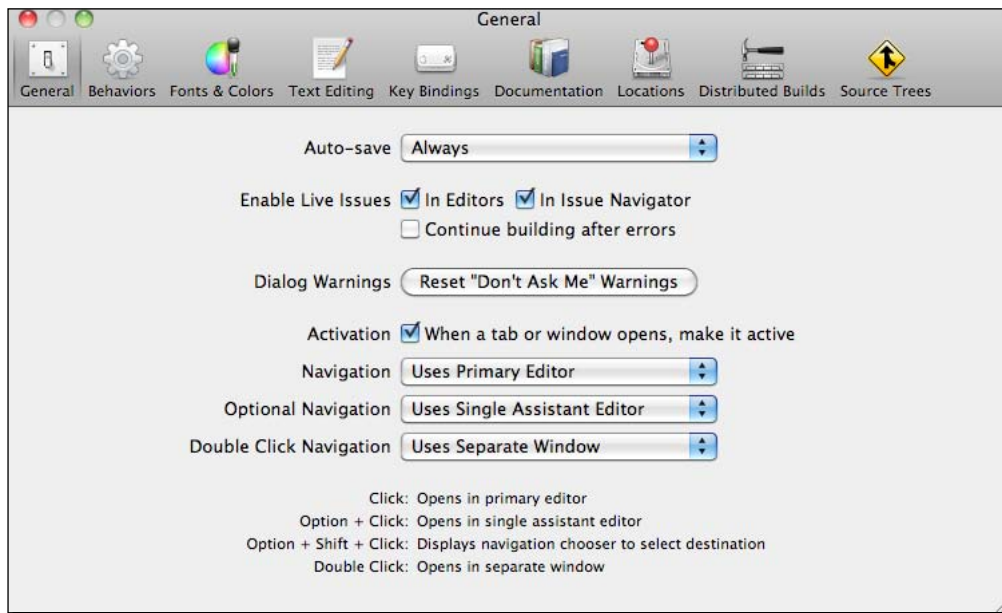 General
General Behaviors Fonts & Colors Text Editing Key Bindings Documentation Locations Distributed Builds Source Trees
Auto-save Always
Enable Live Issues In Editors In Issue Navigator
Continue building after errors
Dialog Warnings Reset "Don't Ask Me" Warnings
Activation When a tab or window opens, make it active
Navigation Uses Primary Editor
Optional Navigation Uses Single Assistant Editor
Double Click Navigation Uses Separate Window
Click: Opens in primary editor
Option + Click: Opens in single assistant editor
Option + Shift + Click: Displays navigation chooser to select destination
Double Click: Opens in separate window